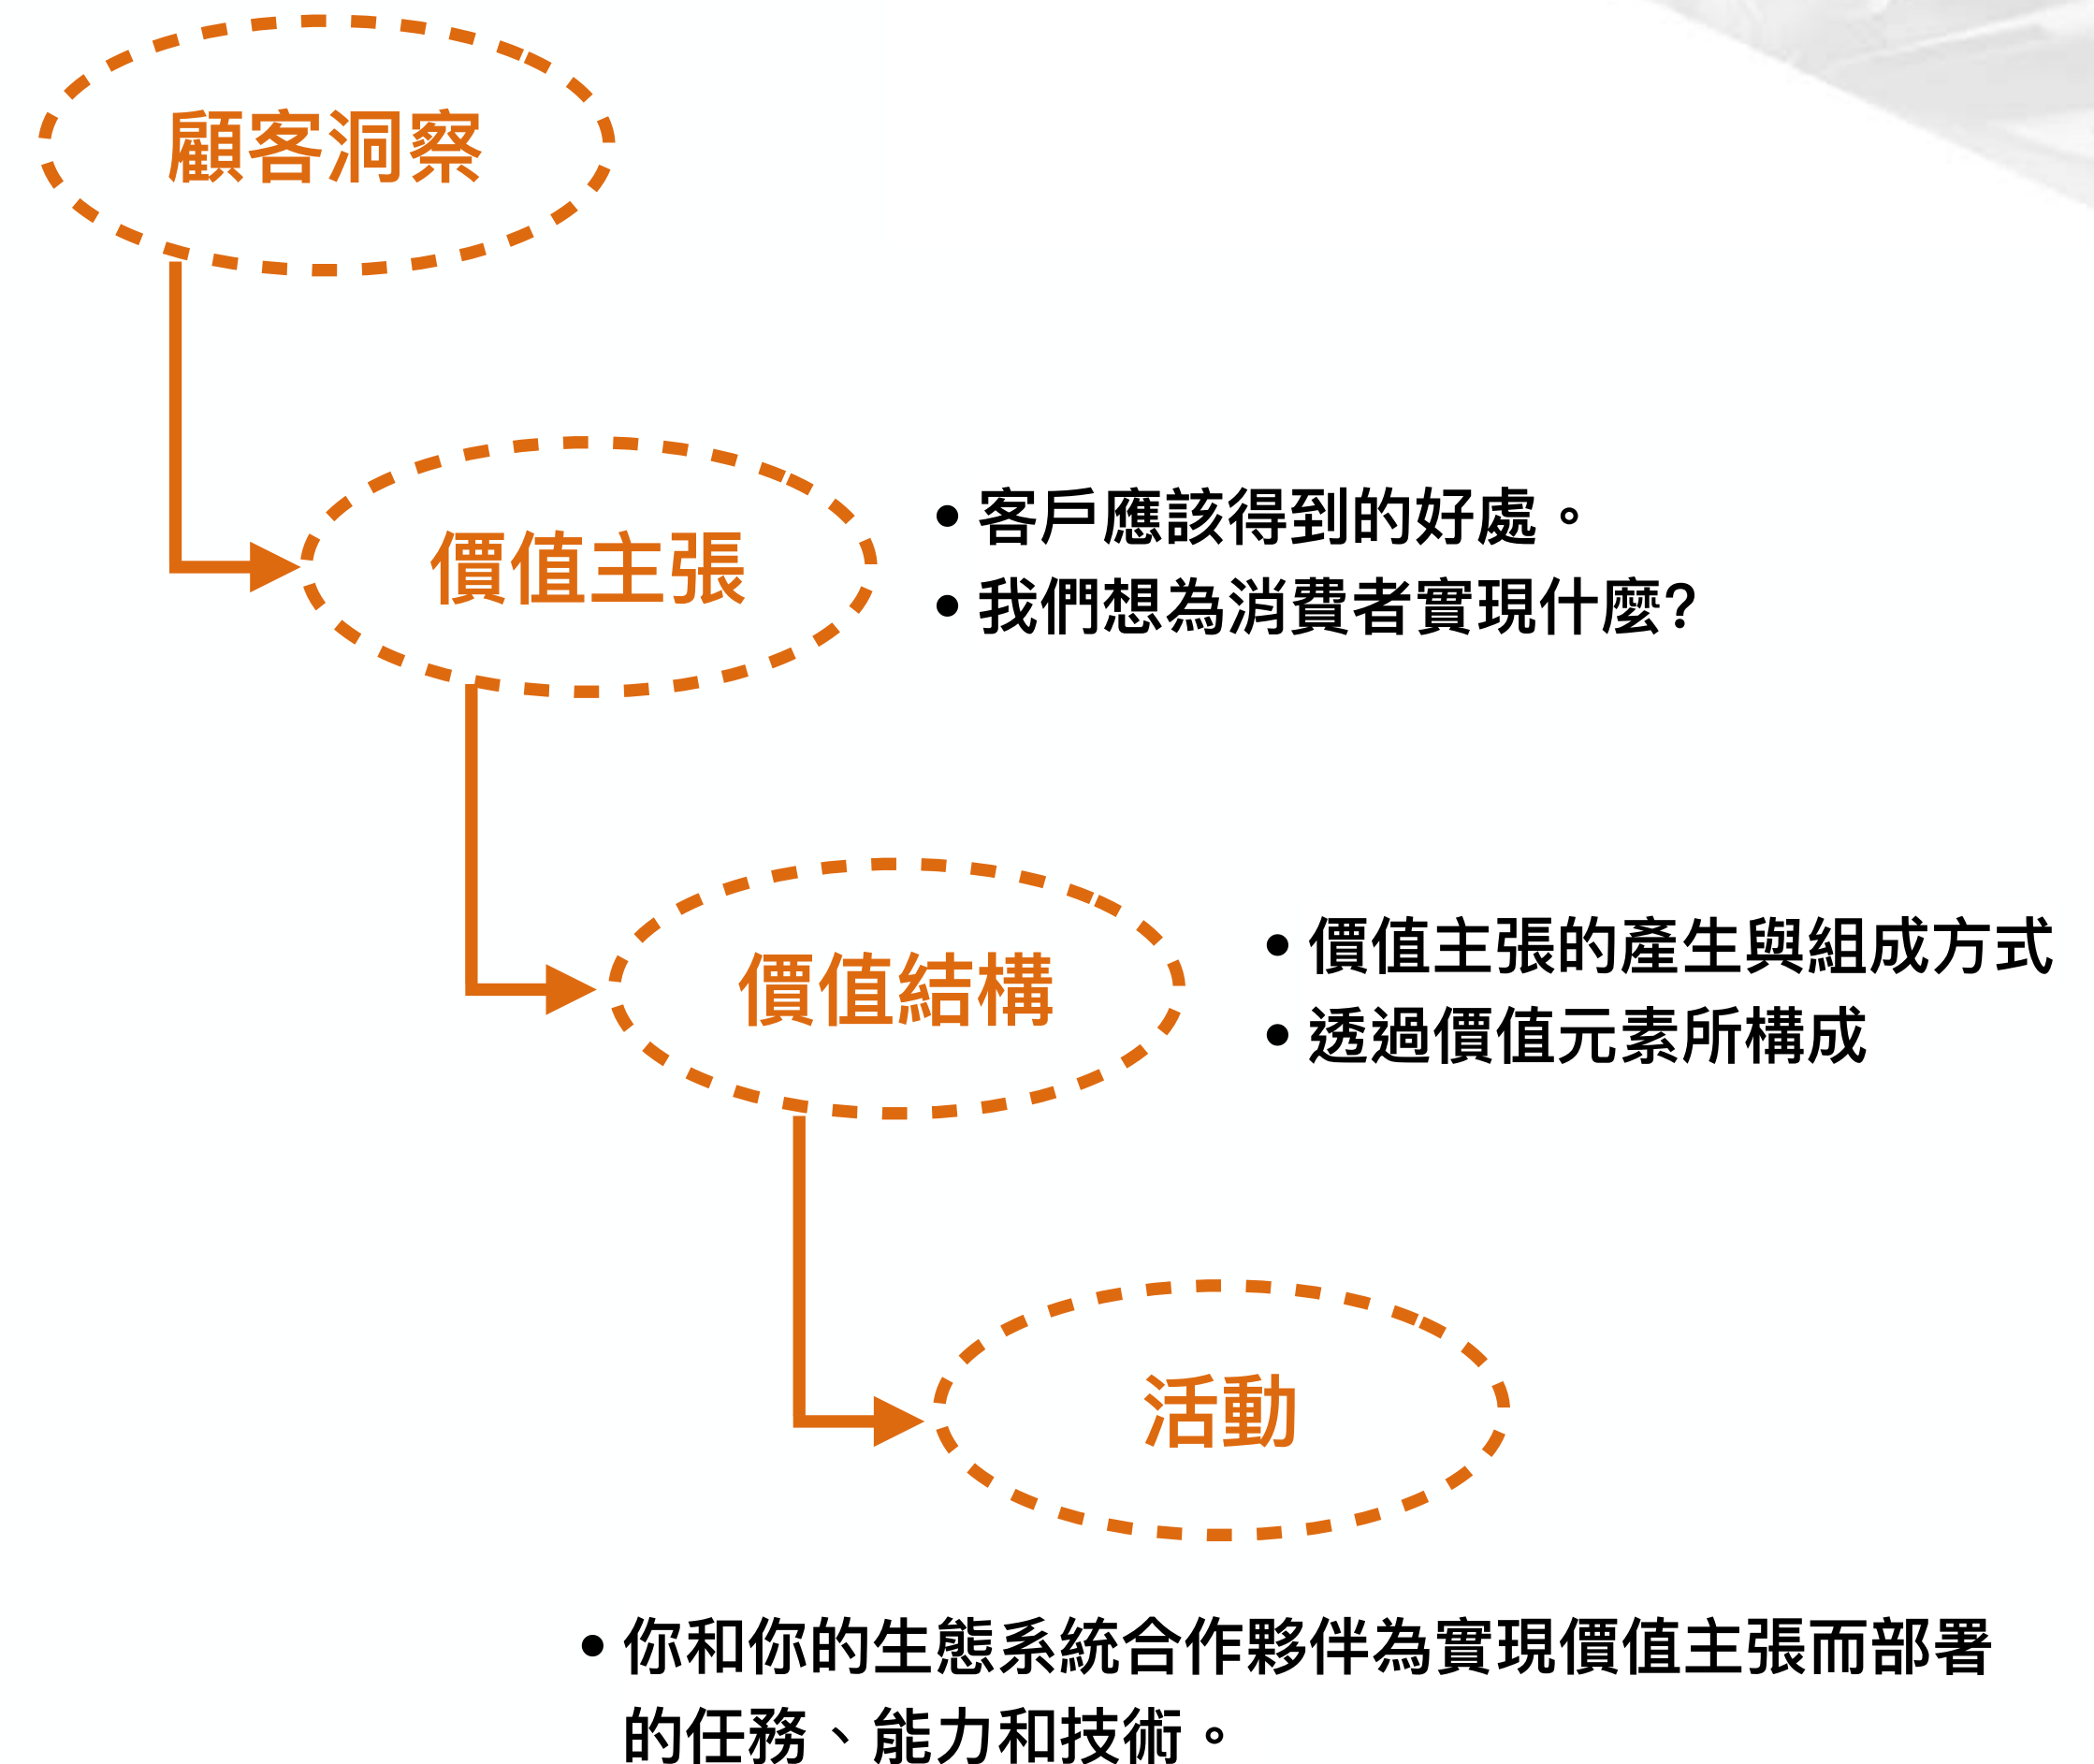 顧客洞察
價值主張
• 客戶應該得到的好處。
• 我們想為消費者實現什麼?
價值結構
• 價值主張的產生與組成方式
• 透過價值元素所構成
活動
• 你和你的生態系統合作夥伴為實現價值主張而部署
的任務、能力和技術。